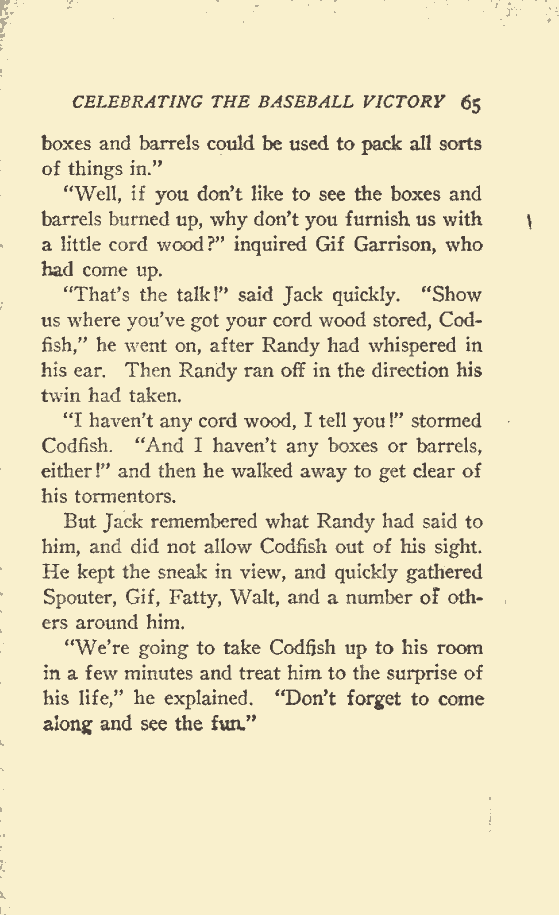 CELEBRATING THE BASEBALL VICTORY 65
boxes and barrels could be used to pack all sorts
of things in."
"Well, if you don't like to see the boxes and
barrels burned up, why don't you furnish us with
a little cord wood?" inquired Gif Garrison, who
had come up.
"That's the talk!" said Jack quickly. "Show
us where you've got your cord wood stored, Cod-
fish," he went on, after Randy had whispered in
his ear. Then Randy ran off in the direction his
twin had taken.
"I haven't any cord wood, I tell you!" stormed
Codfish. "And I haven't any boxes or barrels,
either!" and then he walked away to get clear of
his tormentors.
But Jack remembered what Randy had said to
him, and did not allow Codfish out of his sight.
He kept the sneak in view, and quickly gathered
Spouter, Gif, Fatty, Walt, and a number of oth-
ers around him.
"We're going to take Codfish up to his room
in a few minutes and treat him to the surprise of
his life," he explained. "Don't forget to come
along and see the fun."